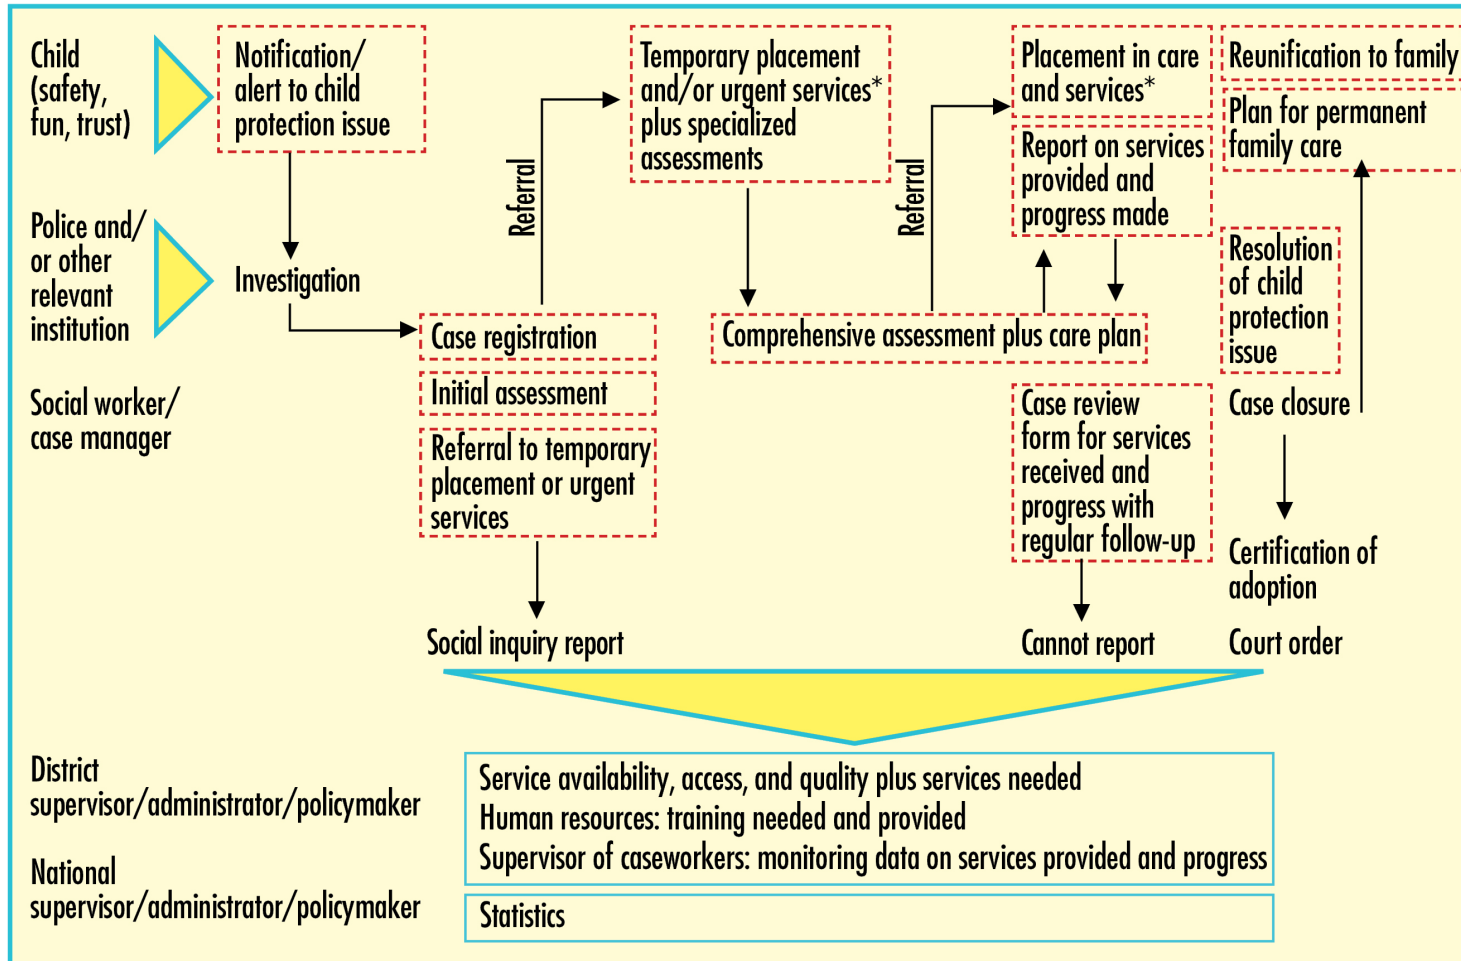 Child
(safety,
fun, trust)
Notification/
alert to child
protection issue
Temporary placement
and/or urgent services*
plus specialized
assessments
Placement in care
and services*
Reunification to family
Plan for permanent
family care
Referral
Referral
Report on services
provided and
progress made
Police and/
or other
relevant
institution
Investigation
Resolution
of child
protection
issue
Case registration
Comprehensive assessment plus care plan
Social worker/
case manager
Initial assessment
Referral to temporary
placement or urgent
services
Case review
form for services
received and
progress with
regular follow-up
Case closure
Certification of
adoption
Social inquiry report
Cannot report
Court order
District
supervisor/administrator/policymaker
Service availability, access, and quality plus services needed
Human resources: training needed and provided
Supervisor of caseworkers: monitoring data on services provided and progress
National
supervisor/administrator/policymaker
Statistics